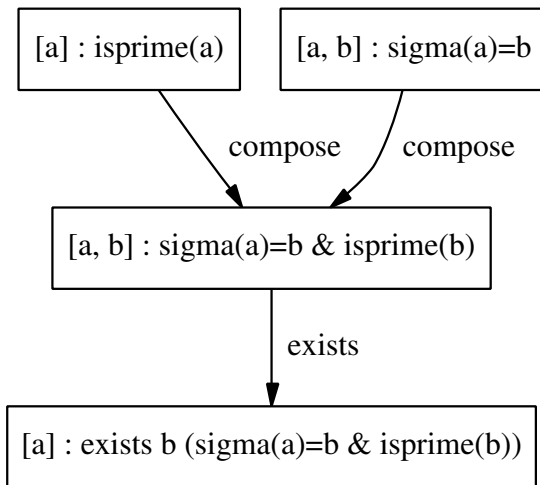 [a] : isprime(a)
[a, b] : sigma(a)=b
compose
compose
[a, b] : sigma(a)=b & isprime(b)
exists
[a] : exists b (sigma(a)=b & isprime(b))